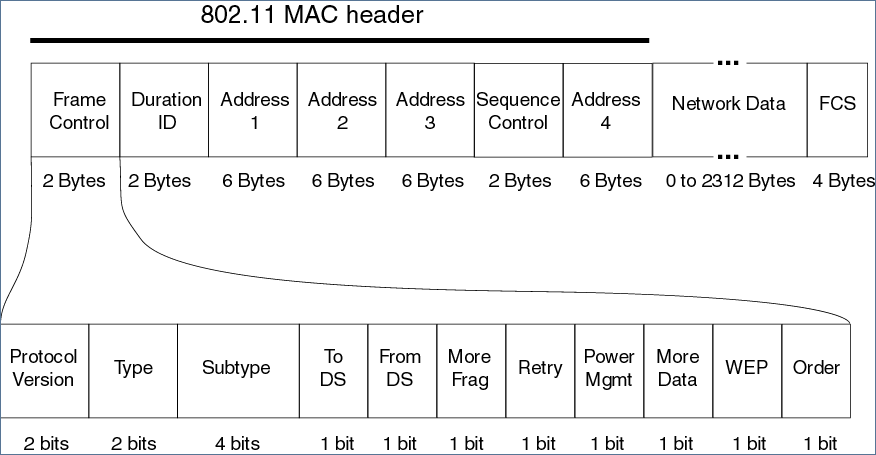 802.11 MAC header
Frame Control
Duration ID
Address 1
Address 2
Address 3
Sequence Control
Address 4
...
Network Data
...
FCS
2 Bytes
2 Bytes
6 Bytes
6 Bytes
6 Bytes
2 Bytes
6 Bytes
0 to 2312 Bytes
4 Bytes
Protocol Version
Type
Subtype
To DS
From DS
More Frag
Retry
Power Mgmt
More Data
WEP
Order
2 bits
2 bits
4 bits
1 bit
1 bit
1 bit
1 bit
1 bit
1 bit
1 bit
1 bit